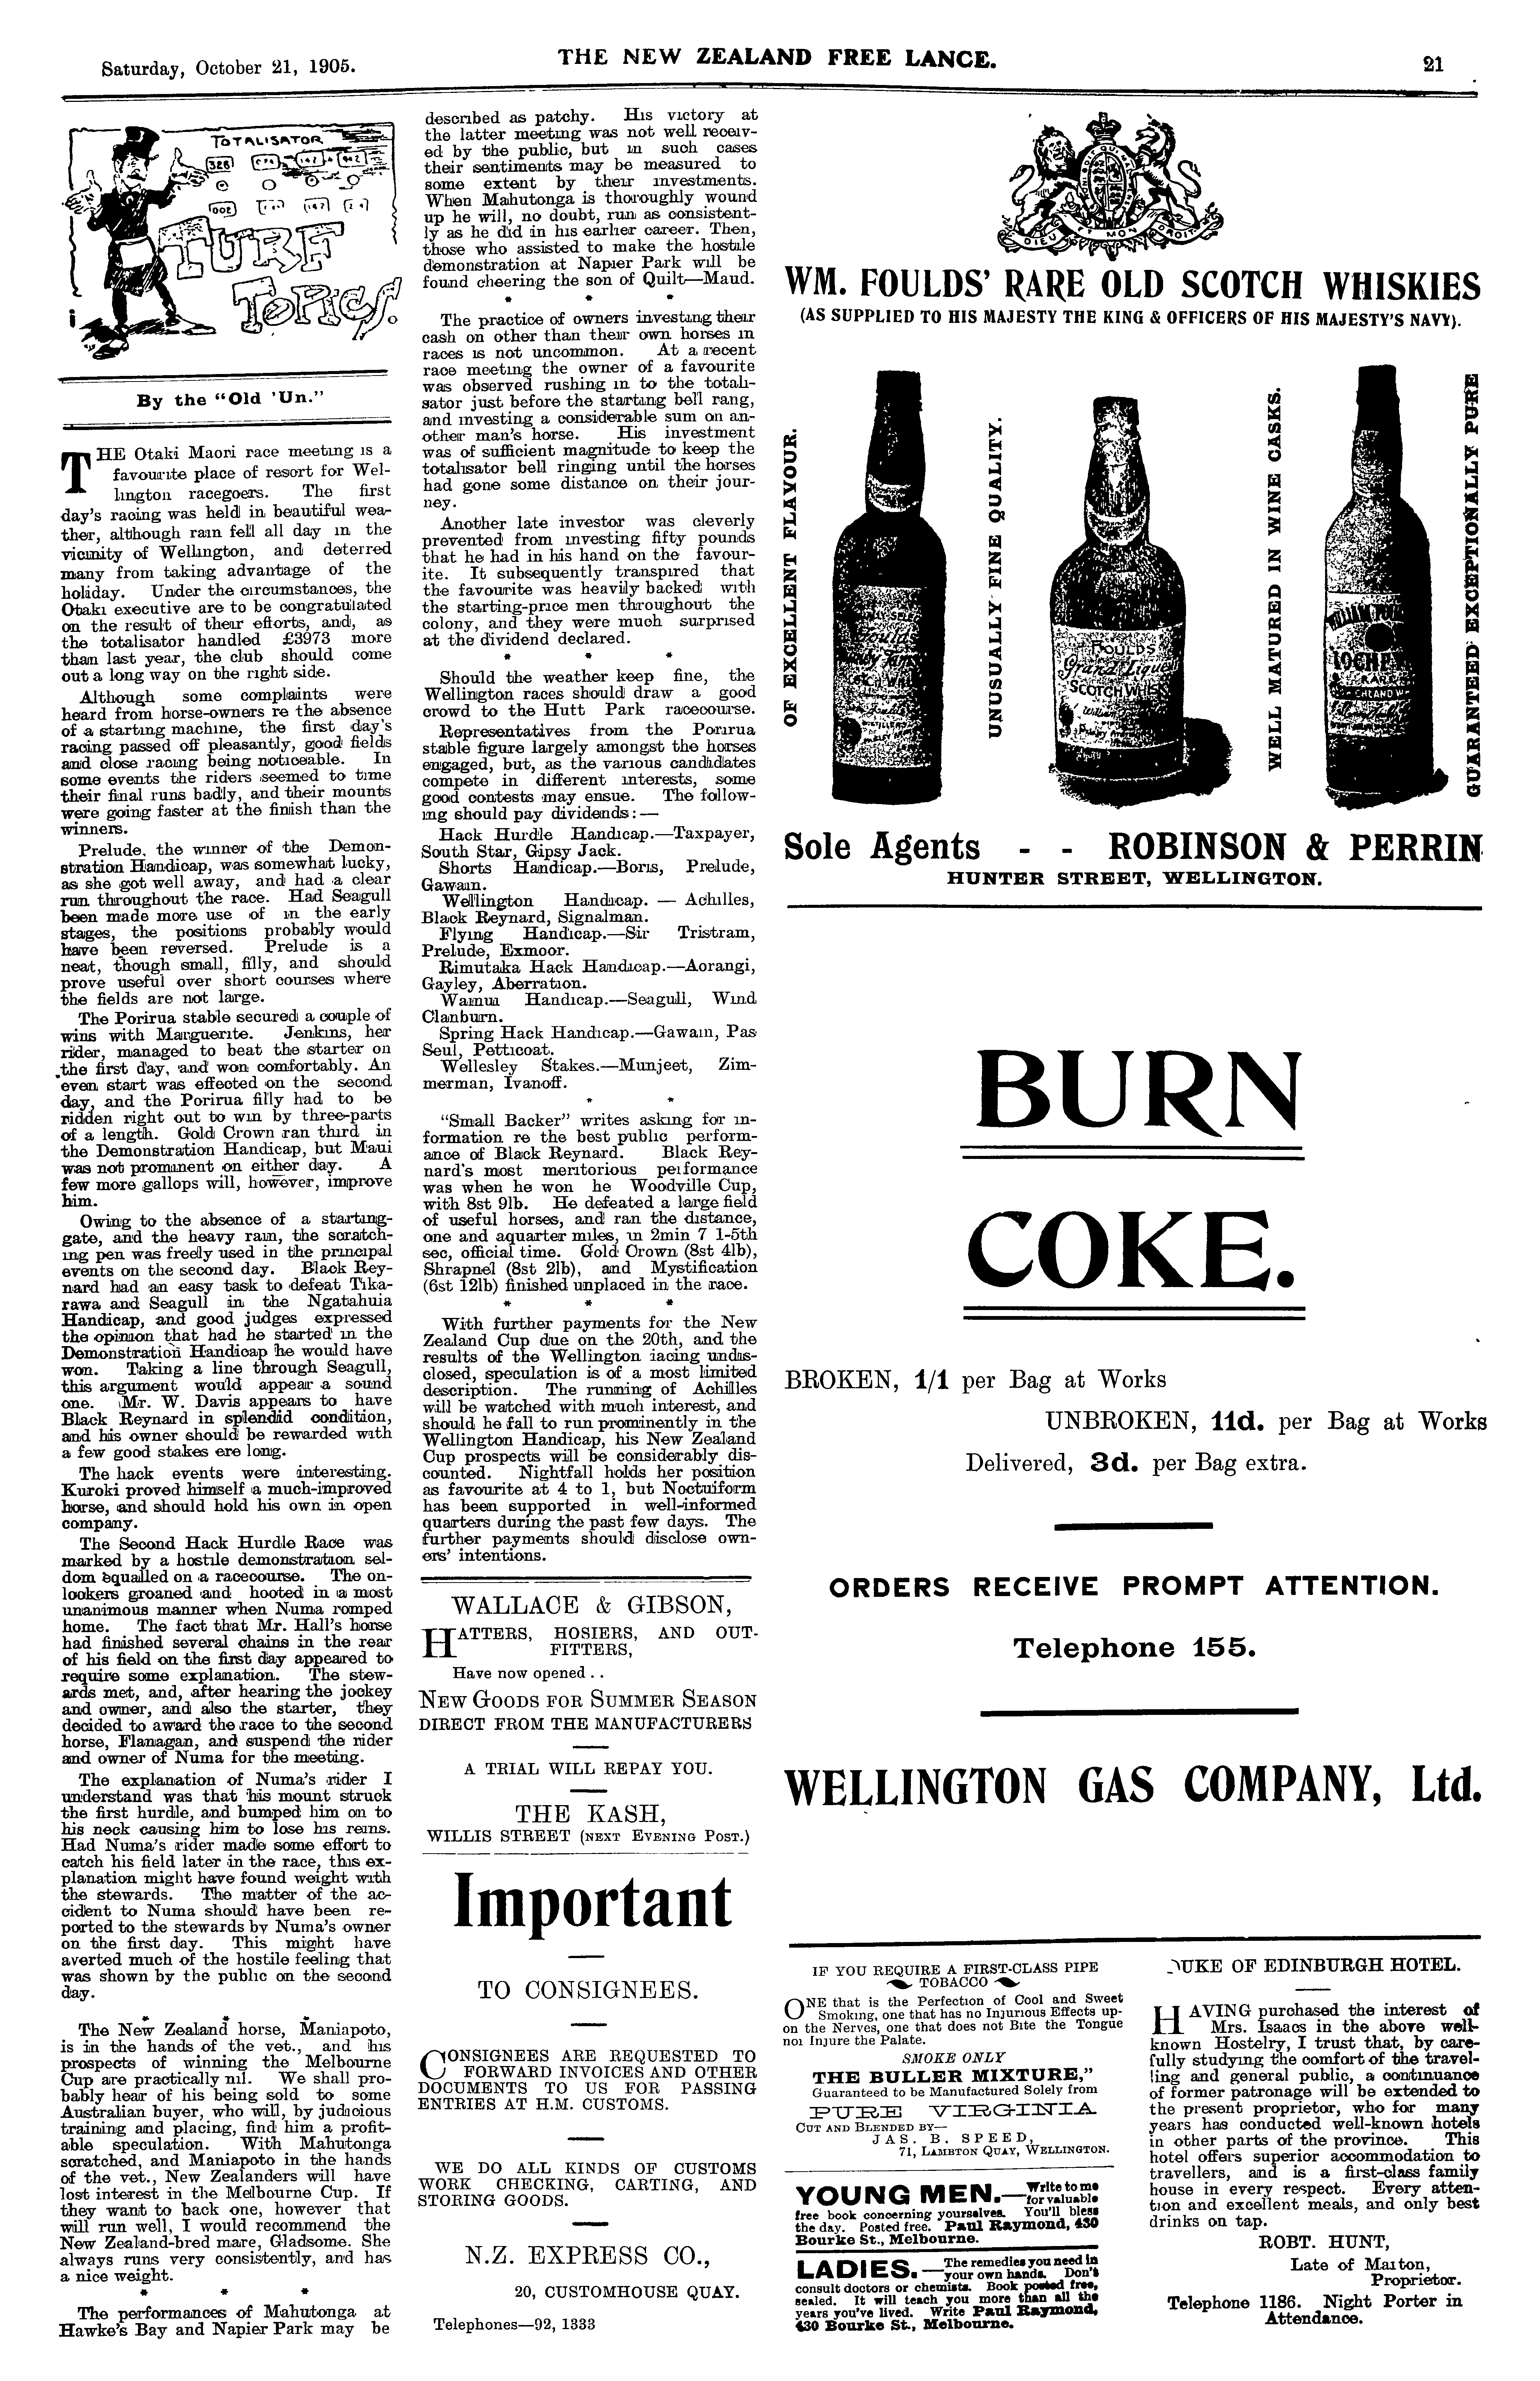 Saturday, October 21, 1905.
THE NEW ZEALAND FREE LANCE.
21
TOTALISATOR
TURF
TOPICS.
By the "Old 'Un."
THE Otaki Maori race meeting is a
favourite place of resort for Wel-
lington racegoers. The first
day's racing was held in beautiful wea-
ther, although rain fell all day in the
vicinity of Wellington, and deterred
many from taking advantage of the
holiday. Under the circumstances, the
Otaki executive are to be congratulated
on the result of their efforts, and, as
the totalisator handled £3973 more
than last year, the club should come
out a long way on the right side.
Although some complaints were
heard from horse-owners re the absence
of a starting machine, the first day's
racing passed off pleasantly, good fields
and close racing being noticeable. In
some events the riders seemed to time
their final runs badly, and their mounts
were going faster at the finish than the
winners.
Prelude, the winner of the Demon-
stration Handicap, was somewhat lucky,
as she got well away, and had a clear
run throughout the race. Had Seagull
been made more use of in the early
stages, the positions probably would
have been reversed. Prelude is a
neat, though small, filly, and should
prove useful over short courses where
the fields are not large.
The Porirua stable secured a couple of
wins with Marguerite. Jenkins, her
rider, managed to beat the starter on
the first day, and won comfortably. An
even start was effected on the second
day, and the Porirua filly had to be
ridden right out to win by three-parts
of a length. Gold Crown ran third in
the Demonstration Handicap, but Maui
was not prominent on either day. A
few more gallops will, however, improve
him.
Owing to the absence of a starting-
gate, and the heavy rain, the scratch-
ing pen was freely used in the principal
events on the second day. Black Rey-
nard had an easy task to defeat Tika-
rawa and Seagull in the Ngatahuia
Handicap, and good judges expressed
the opinion that had he started in the
Demonstration Handicap he would have
won. Taking a line through Seagull,
this argument would appear a sound
one. Mr. W. Davis appears to have
Black Reynard in splendid condition,
and his owner should be rewarded with
a few good stakes ere long.
The hack events were interesting.
Kuroki proved himself a much-improved
horse, and should hold his own in open
company.
The Second Hack Hurdle Race was
marked by a hostile demonstration sel-
dom equalled on a racecourse. The on-
lookers groaned and hooted in a most
unanimous manner when Numa romped
home. The fact that Mr. Hall's horse
had finished several chains in the rear
of his field on the first day appeared to
require some explanation. The stew-
ards met, and, after hearing the jockey
and owner, and also the starter, they
decided to award the race to the second
horse, Flanagan, and suspend the rider
and owner of Numa for the meeting.
The explanation of Numa's rider I
understand was that his mount struck
the first hurdle, and bumped him on to
his neck causing him to lose his reins.
Had Numa's rider made some effort to
catch his field later in the race, this ex-
planation might have found weight with
the stewards. The matter of the ac-
cident to Numa should have been re-
ported to the stewards by Numa's owner
on the first day. This might have
averted much of the hostile feeling that
was shown by the public on the second
day.
* * *
The New Zealand horse, Maniapoto,
is in the hands of the vet., and his
prospects of winning the Melbourne
Cup are practically nil. We shall pro-
bably hear of his being sold to some
Australian buyer, who will, by judicious
training and placing, find him a profit-
able speculation. With Mahutonga
scratched, and Maniapoto in the hands
of the vet., New Zealanders will have
lost interest in the Melbourne Cup. If
they want to back one, however that
will run well, I would recommend the
New Zealand-bred mare, Gladsome. She
always runs very consistently, and has
a nice weight.
* * *
The performances of Mahutonga at
Hawke's Bay and Napier Park may be
described as patchy. His victory at
the latter meeting was not well receiv-
ed by the public, but in such cases
their sentiments may be measured to
some extent by their investments.
When Mahutonga is thoroughly wound
up he will, no doubt, run as consistent-
ly as he did in his earlier career. Then,
those who assisted to make the hostile
demonstration at Napier Park will be
found cheering the son of Quilt—Maud.
* * *
The practice of owners investing their
cash on other than their own horses in
races is not uncommon. At a recent
race meeting the owner of a favourite
was observed rushing in to the totali-
sator just before the starting bell rang,
and investing a considerable sum on an-
other man's horse. His investment
was of sufficient magnitude to keep the
totalisator bell ringing until the horses
had gone some distance on their jour-
ney.
Another late investor was cleverly
prevented from investing fifty pounds
that he had in his hand on the favour-
ite. It subsequently transpired that
the favourite was heavily backed with
the starting-price men throughout the
colony, and they were much surprised
at the dividend declared.
* * *
Should the weather keep fine, the
Wellington races should draw a good
crowd to the Hutt Park racecourse.
Representatives from the Porirua
stable figure largely amongst the horses
engaged, but, as the various candidates
compete in different interests, some
good contests may ensue. The follow-
ing should pay dividends:—
Hack Hurdle Handicap.—Taxpayer,
South Star, Gipsy Jack.
Shorts Handicap.—Boris, Prelude,
Gawain.
Wellington Handicap. — Achilles,
Black Reynard, Signalman.
Flying Handicap.—Sir Tristram,
Prelude, Exmoor.
Rimutaka Hack Handicap.—Aorangi,
Gayley, Aberration.
Wainui Handicap.—Seagull, Wind
Clanburn.
Spring Hack Handicap.—Gawain, Pas
Seul, Petticoat.
Wellesley Stakes.—Munjeet, Zim-
merman, Ivanoff.
* *
"Small Backer" writes asking for in-
formation re the best public perform-
ance of Black Reynard. Black Rey-
nard's most meritorious performance
was when he won he Woodville Cup,
with 8st 9lb. He defeated a large field
of useful horses, and ran the distance,
one and aquarter miles, in 2min 7 1-5th
sec, official time. Gold Crown (8st 4lb),
Shrapnel (8st 2lb), and Mystification
(6st 12lb) finished unplaced in the race.
* * *
With further payments for the New
Zealand Cup due on the 20th, and the
results of the Wellington racing undis-
closed, speculation is of a most limited
description. The running of Achilles
will be watched with much interest, and
should he fall to run prominently in the
Wellington Handicap, his New Zealand
Cup prospects will be considerably dis-
counted. Nightfall holds her position
as favourite at 4 to 1, but Noctuiform
has been supported in well-informed
quarters during the past few days. The
further payments should disclose own-
ers' intentions.
WALLACE & GIBSON,
HATTERS, HOSIERS, AND OUT-
FITTERS,
Have now opened..
NEW GOODS FOR SUMMER SEASON
DIRECT FROM THE MANUFACTURERS
A TRIAL WILL REPAY YOU.
THE KASH,
WILLIS STREET (NEXT EVENING POST.)
Important
TO CONSIGNEES.
CONSIGNEES ARE REQUESTED TO
FORWARD INVOICES AND OTHER
DOCUMENTS TO US FOR PASSING
ENTRIES AT H.M. CUSTOMS.
WE DO ALL KINDS OF CUSTOMS
WORK CHECKING, CARTING, AND
STORING GOODS.
N.Z. EXPRESS CO.,
20, CUSTOMHOUSE QUAY.
Telephones—92, 1333
DIEU ET MON DROIT
WM. FOULDS' RARE OLD SCOTCH WHISKIES
(AS SUPPLIED TO HIS MAJESTY THE KING & OFFICERS OF HIS MAJESTY'S NAVY).
OF EXCELLENT FLAVOUR.
UNUSUALLY FINE QUALITY.
FOULDS
Grand Liqueur
SCOTCH WHISKY
WELL MATURED IN WINE CASKS.
GUARANTEED EXCEPTIONALLY PURE
Sole Agents - - ROBINSON & PERRIN
HUNTER STREET, WELLINGTON.
BURN
COKE.
BROKEN, 1/1 per Bag at Works
UNBROKEN, 11d. per Bag at Works
Delivered, 3d. per Bag extra.
ORDERS RECEIVE PROMPT ATTENTION.
Telephone 155.
WELLINGTON GAS COMPANY, Ltd.
IF YOU REQUIRE A FIRST-CLASS PIPE
TOBACCO
ONE that is the Perfection of Cool and Sweet
Smoking, one that has no Injurious Effects up-
on the Nerves, one that does not Bite the Tongue
nor Injure the Palate.
SMOKE ONLY
THE BULLER MIXTURE,"
Guaranteed to be Manufactured Solely from
PURE VIRGINIA
CUT AND BLENDED BY—
JAS. B. SPEED,
71, LAMBTON QUAY, WELLINGTON.
YOUNG MEN.—Write to me
for valuable
free book concerning yourselves. You'll bless
the day. Posted free. Paul Raymond, 430
Bourke St., Melbourne.
LADIES.—The remedies you need in
your own hands. Don't
consult doctors or chemists. Book posted free,
sealed. It will teach you more than all the
years you've lived. Write Paul Raymond,
430 Bourke St., Melbourne.
DUKE OF EDINBURGH HOTEL.
HAVING purchased the interest of
Mrs. Isaacs in the above well-
known Hostelry, I trust that, by care-
fully studying the comfort of the travel-
ling and general public, a continuance
of former patronage will be extended to
the present proprietor, who for many
years has conducted well-known hotels
in other parts of the province. This
hotel offers superior accommodation to
travellers, and is a first-class family
house in every respect. Every atten-
tion and excellent meals, and only best
drinks on tap.
ROBT. HUNT,
Late of Marton,
Proprietor.
Telephone 1186. Night Porter in
Attendance.